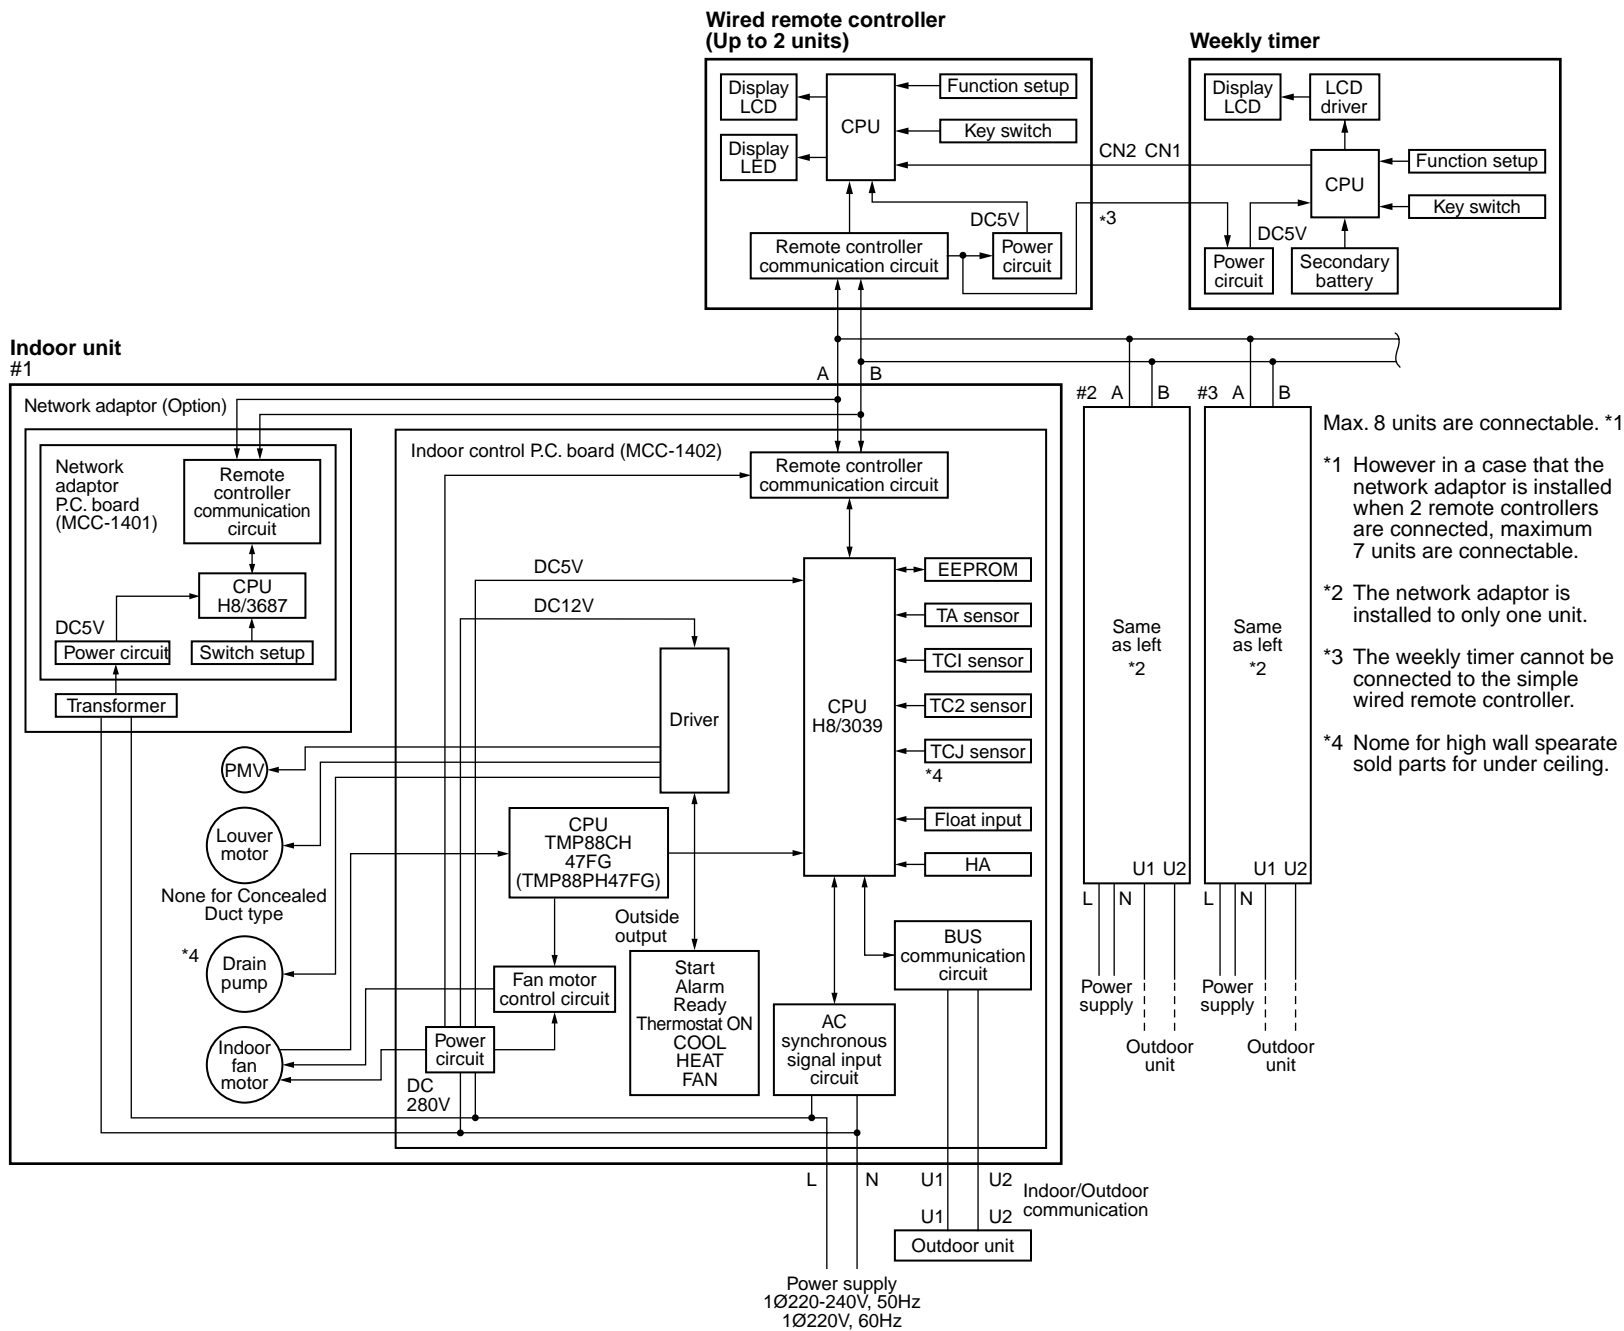 Wired remote controller
(Up to 2 units)
Display
LCD
Display
LED
CPU
Function setup
Key switch
DC5V
Remote controller
communication circuit
Power
circuit
CN2 CN1
*3
Weekly timer
Display
LCD
LCD
driver
CPU
Function setup
Key switch
DC5V
Power
circuit
Secondary
battery
Indoor unit
#1
A
B
Network adaptor (Option)
Network
adaptor
P.C. board
(MCC-1401)
Remote
controller
communication
circuit
CPU
H8/3687
DC5V
Power circuit
Switch setup
Transformer
Indoor control P.C. board (MCC-1402)
Remote controller
communication circuit
DC5V
DC12V
Driver
CPU
H8/3039
EEPROM
TA sensor
TCI sensor
TC2 sensor
TCJ sensor
*4
Float input
HA
PMV
Louver
motor
None for Concealed
Duct type
*4
Drain
pump
Indoor
fan
motor
CPU
TMP88CH
47FG
(TMP88PH47FG)
Outside
output
Fan motor
control circuit
Power
circuit
DC
280V
Start
Alarm
Ready
Thermostat ON
COOL
HEAT
FAN
BUS
communication
circuit
AC
synchronous
signal input
circuit
L
N
U1
U2
Indoor/Outdoor
communication
U1
U2
Outdoor unit
Power supply
1Ø220-240V, 50Hz
1Ø220V, 60Hz
#2 A B
Same
as left
*2
U1 U2
L N
Power
supply
Outdoor
unit
#3 A B
Same
as left
*2
U1 U2
L N
Power
supply
Outdoor
unit
Max. 8 units are connectable. *1
*1 However in a case that the
network adaptor is installed
when 2 remote controllers
are connected, maximum
7 units are connectable.
*2 The network adaptor is
installed to only one unit.
*3 The weekly timer cannot be
connected to the simple
wired remote controller.
*4 Nome for high wall spearate
sold parts for under ceiling.